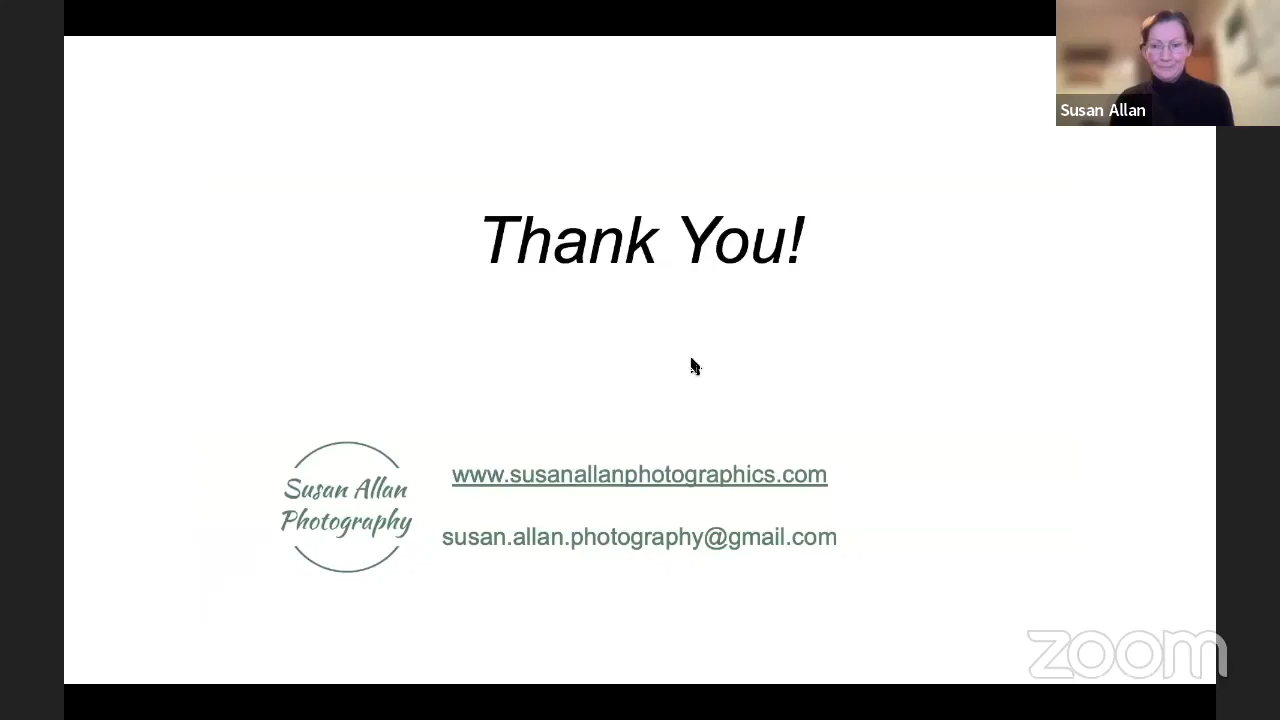 Susan Allan
Thank You!
Susan Allan
Photography
www.susanallanphotographics.com
susan.allan.photography@gmail.com
zoom